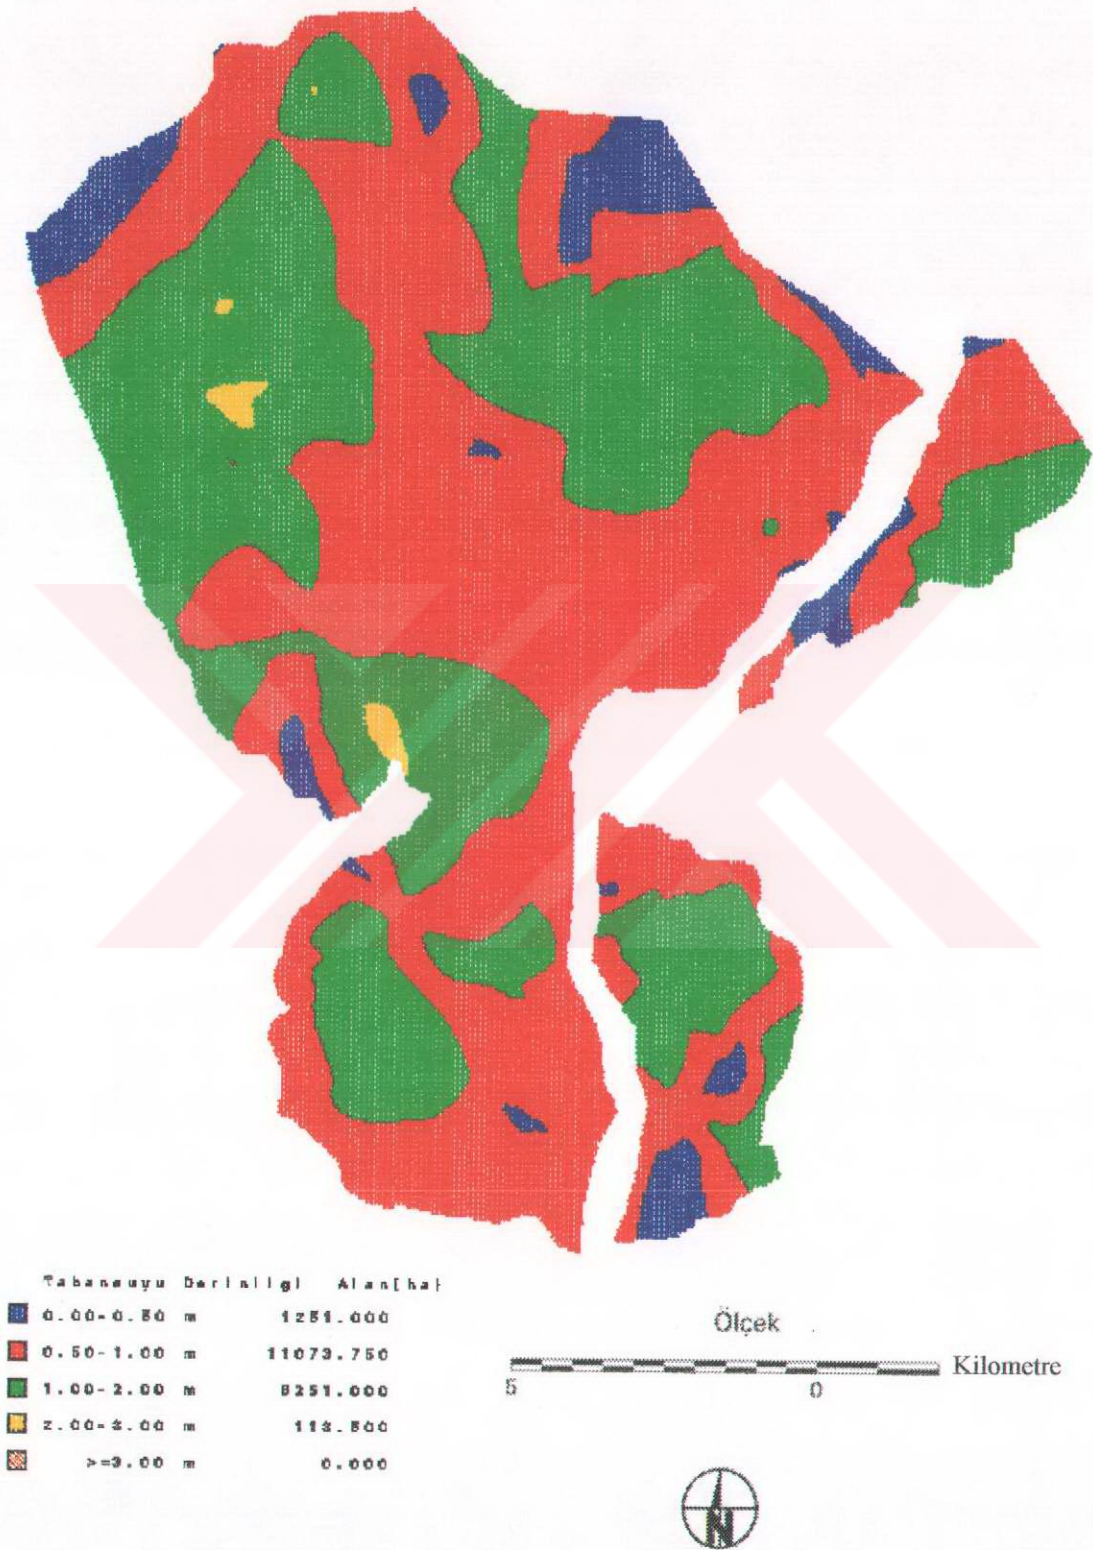 Tabansuyu Derinligi Alan[ha]
0.00-0.50 m 1251.000
0.50-1.00 m 11073.750
1.00-2.00 m 8251.000
2.00-3.00 m 113.500
>=3.00 m 0.000
Ölçek
Kilometre
5 0
N